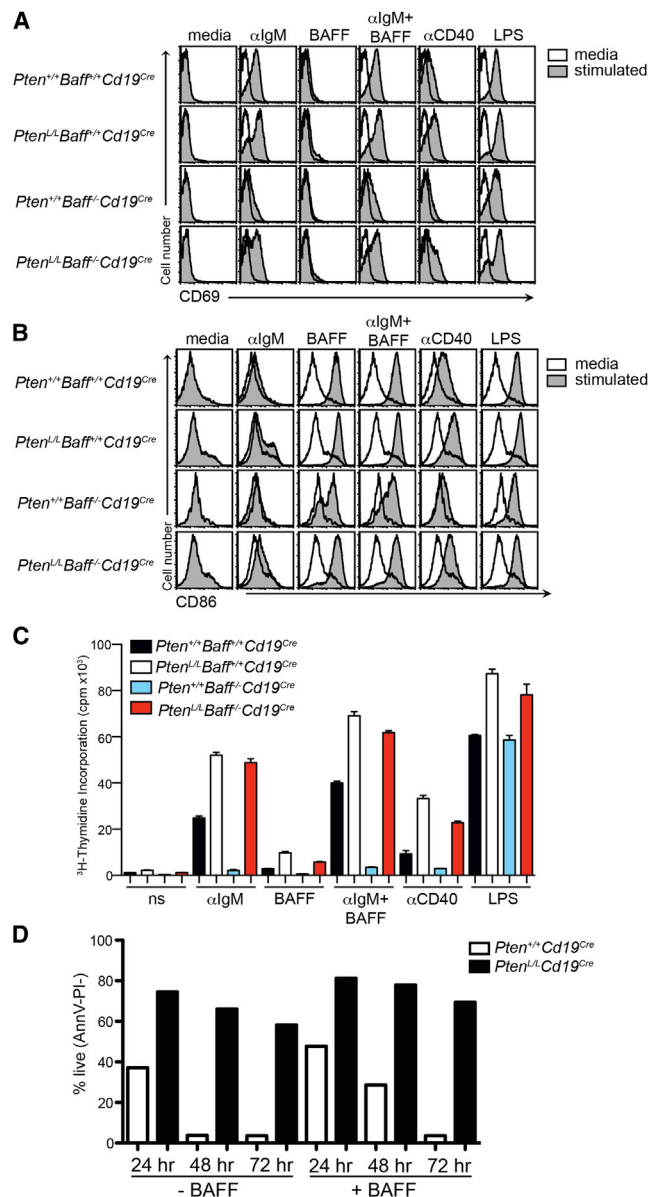 A
media αIgM BAFF αIgM+ BAFF αCD40 LPS
media
stimulated
Pten+/+Baff+/+Cd19Cre
PtenL/LBaff+/+Cd19Cre
Pten+/+Baff-/-Cd19Cre
PtenL/LBaff-/-Cd19Cre
Cell number
CD69
B
media αIgM BAFF αIgM+ BAFF αCD40 LPS
media
stimulated
Pten+/+Baff+/+Cd19Cre
PtenL/LBaff+/+Cd19Cre
Pten+/+Baff-/-Cd19Cre
PtenL/LBaff-/-Cd19Cre
Cell number
CD86
C
Pten+/+Baff+/+Cd19Cre
PtenL/LBaff+/+Cd19Cre
Pten+/+Baff-/-Cd19Cre
PtenL/LBaff-/-Cd19Cre
3H-Thymidine Incorporation (cpm x10³)
100
80
60
40
20
0
ns αIgM BAFF αIgM+ BAFF αCD40 LPS
D
Pten+/+Cd19Cre
PtenL/LCd19Cre
% live (AnnV-PI-)
100
80
60
40
20
0
24 hr 48 hr 72 hr 24 hr 48 hr 72 hr
- BAFF + BAFF